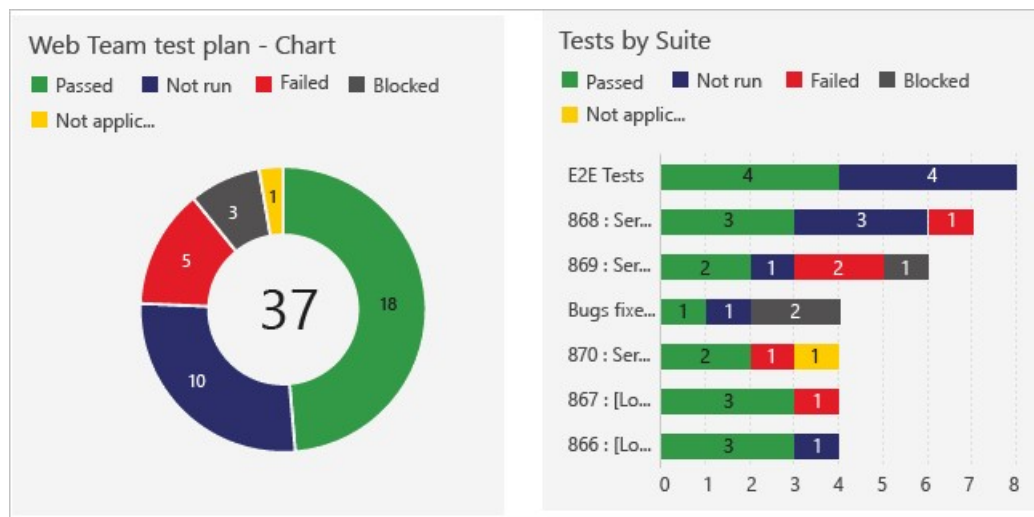 Web Team test plan - Chart
Passed Not run Failed Blocked
Not applic...
1
3
5
18
37
10
Tests by Suite
Passed Not run Failed Blocked
Not applic...
E2E Tests 4 4
868 : Ser... 3 3 1
869 : Ser... 2 1 2 1
Bugs fixe... 1 1 2
870 : Ser... 2 1 1
867 : [Lo... 3 1
866 : [Lo... 3 1
0 1 2 3 4 5 6 7 8